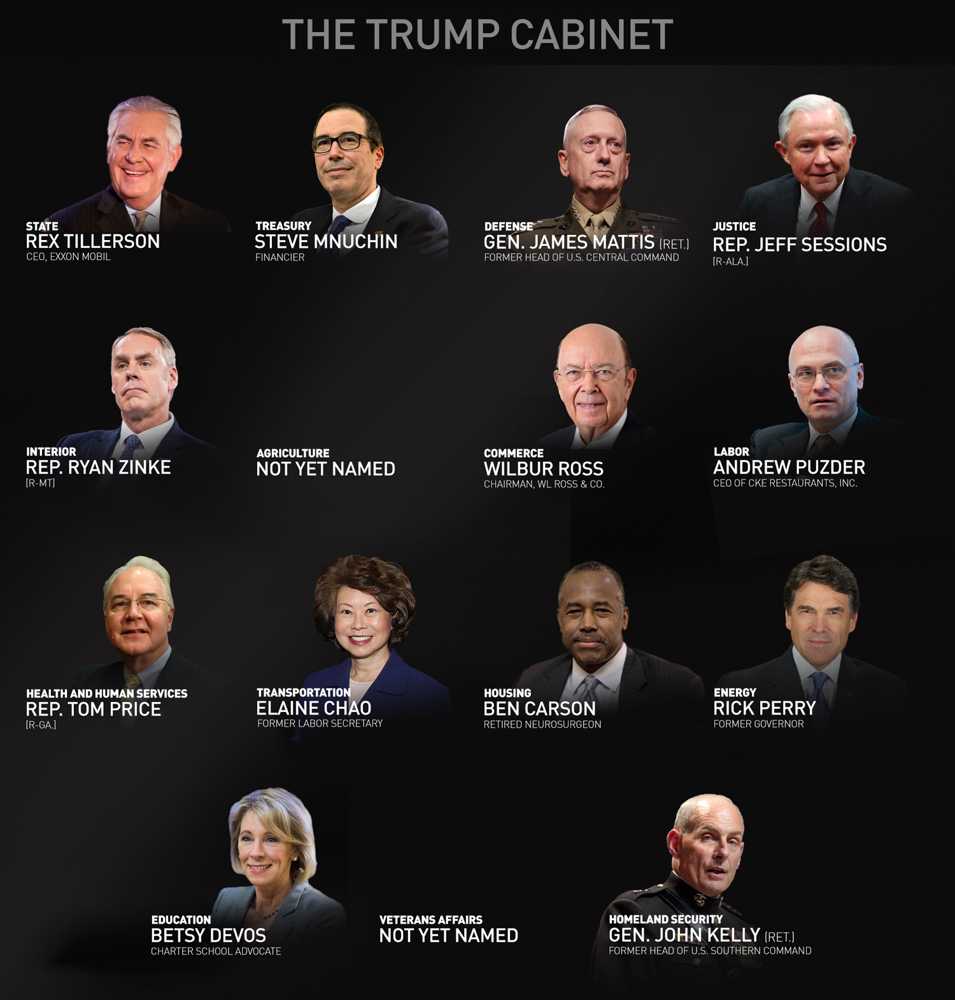 THE TRUMP CABINET
STATE
REX TILLERSON
CEO, EXXON MOBIL
TREASURY
STEVE MNUCHIN
FINANCIER
DEFENSE
GEN. JAMES MATTIS (RET.)
FORMER HEAD OF U.S. CENTRAL COMMAND
JUSTICE
REP. JEFF SESSIONS
[R-ALA.]
INTERIOR
REP. RYAN ZINKE
[R-MT]
AGRICULTURE
NOT YET NAMED
COMMERCE
WILBUR ROSS
CHAIRMAN, WL ROSS & CO.
LABOR
ANDREW PUZDER
CEO OF CKE RESTAURANTS, INC.
HEALTH AND HUMAN SERVICES
REP. TOM PRICE
[R-GA.]
TRANSPORTATION
ELAINE CHAO
FORMER LABOR SECRETARY
HOUSING
BEN CARSON
RETIRED NEUROSURGEON
ENERGY
RICK PERRY
FORMER GOVERNOR
EDUCATION
BETSY DEVOS
CHARTER SCHOOL ADVOCATE
VETERANS AFFAIRS
NOT YET NAMED
HOMELAND SECURITY
GEN. JOHN KELLY (RET.)
FORMER HEAD OF U.S. SOUTHERN COMMAND